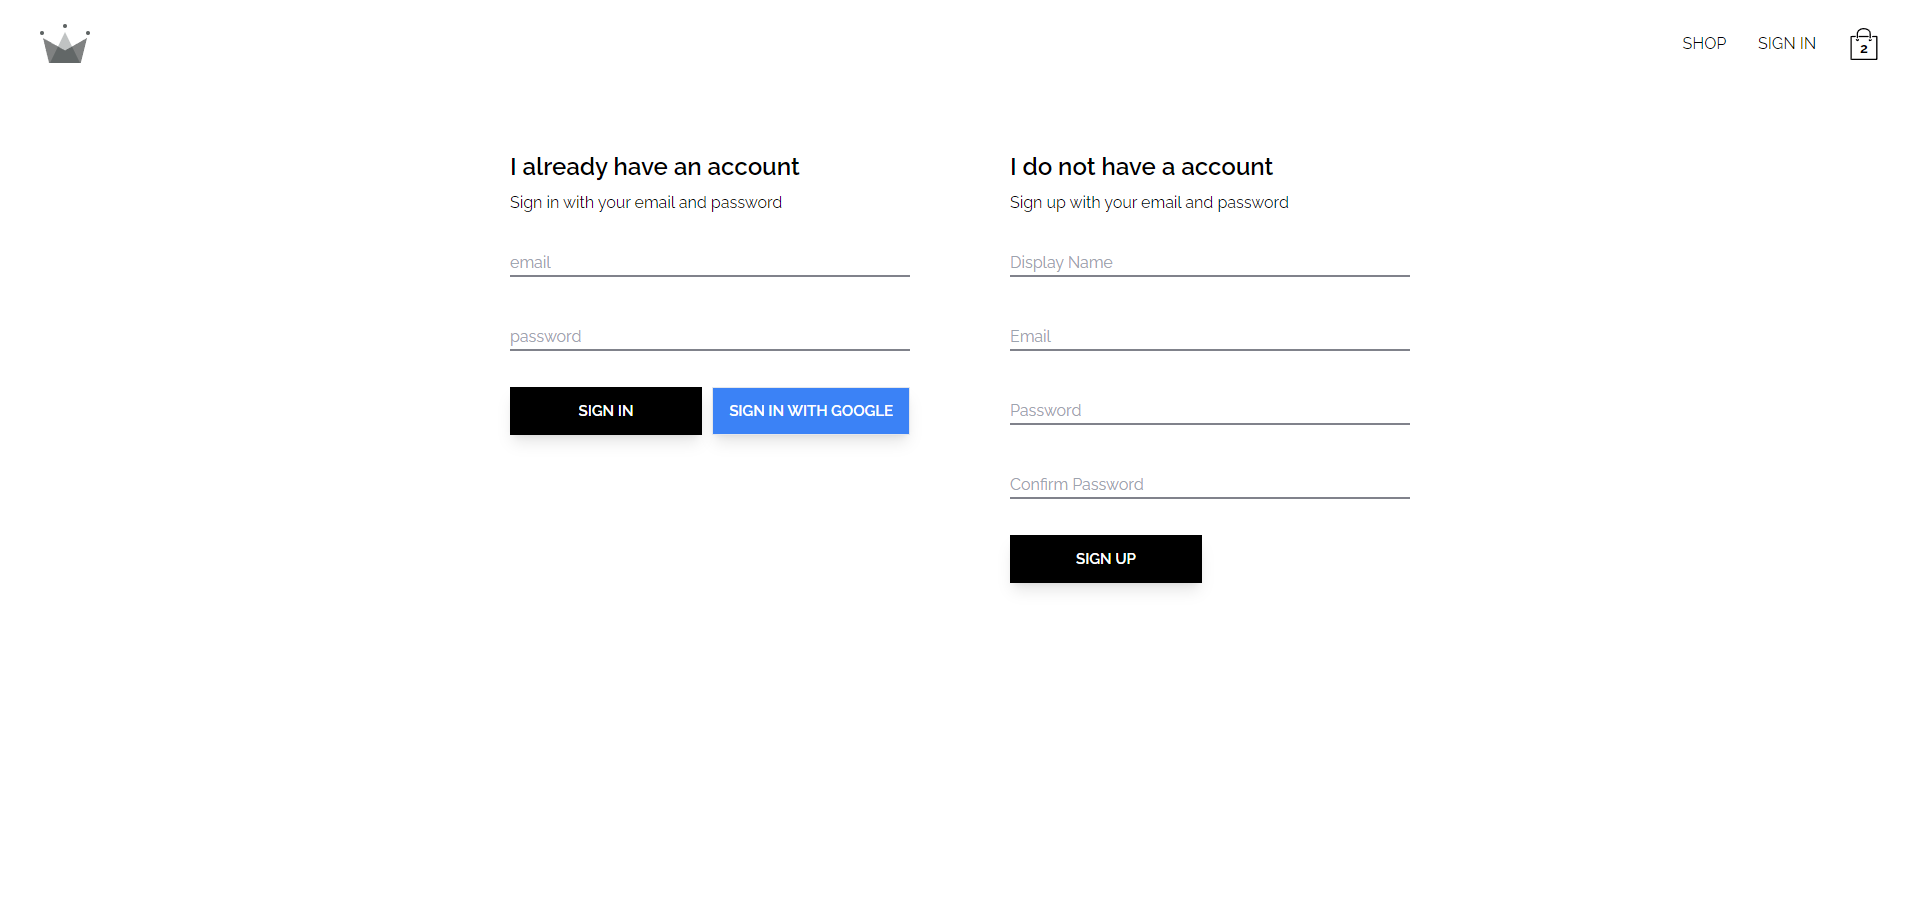 SHOP
SIGN IN
2
I already have an account
Sign in with your email and password
email
password
SIGN IN
SIGN IN WITH GOOGLE
I do not have a account
Sign up with your email and password
Display Name
Email
Password
Confirm Password
SIGN UP